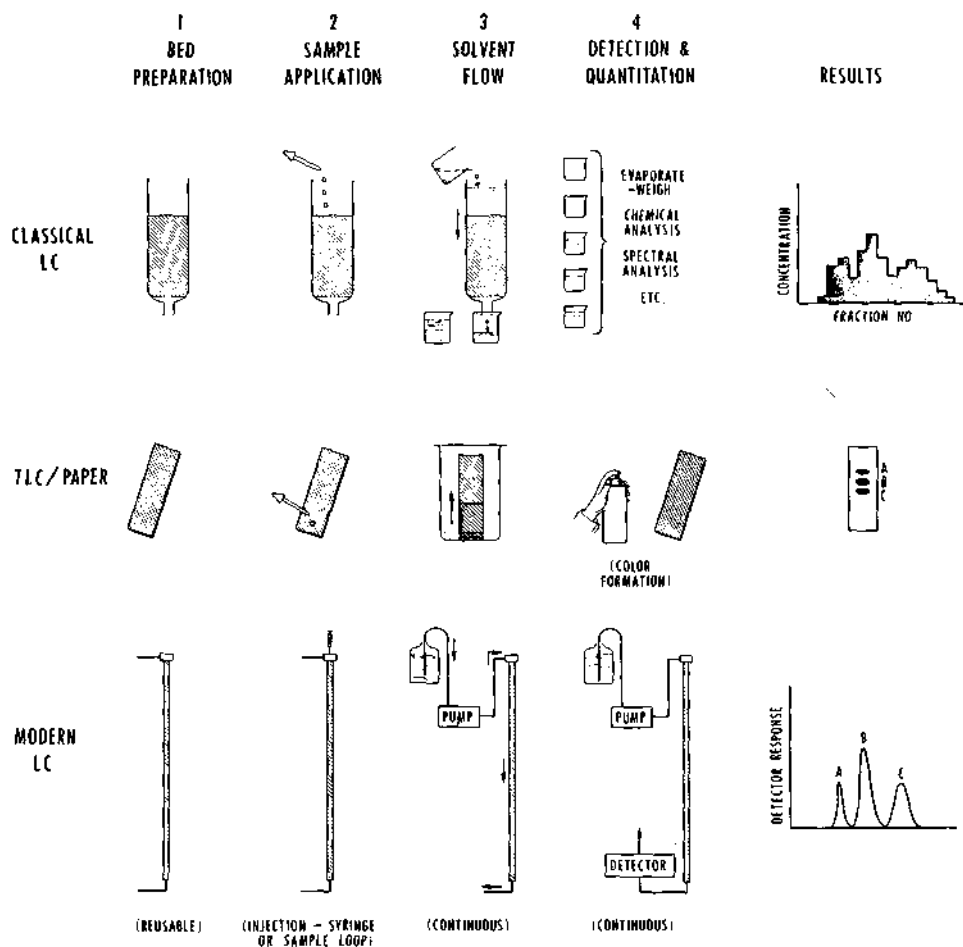 1
BED
PREPARATION
2
SAMPLE
APPLICATION
3
SOLVENT
FLOW
4
DETECTION &
QUANTITATION
RESULTS
CLASSICAL
LC
EVAPORATE
-WEIGH
CHEMICAL
ANALYSIS
SPECTRAL
ANALYSIS
ETC.
CONCENTRATION
FRACTION NO
TLC/PAPER
(COLOR
FORMATION)
A
B
C
MODERN
LC
PUMP
PUMP
DETECTOR
DETECTOR RESPONSE
A
B
C
(REUSABLE)
(INJECTION - SYRINGE
OR SAMPLE LOOP)
(CONTINUOUS)
(CONTINUOUS)